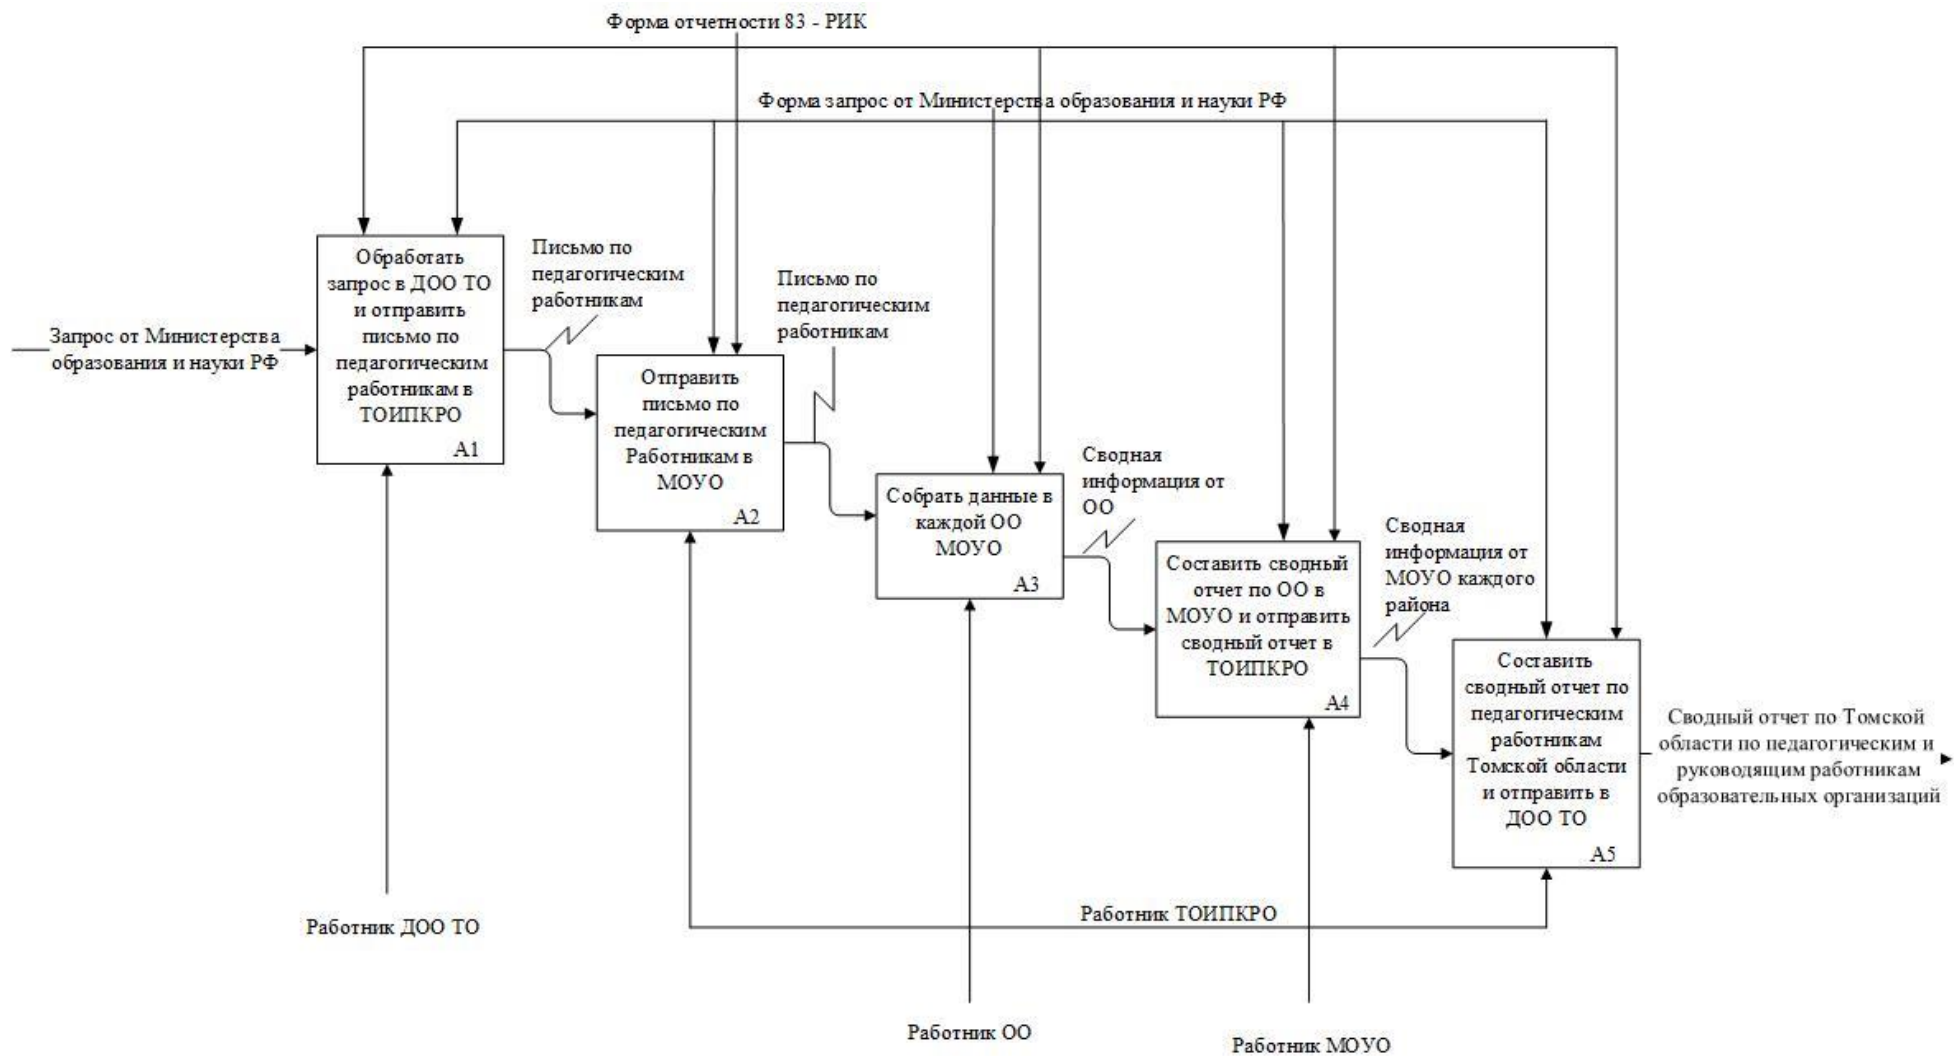 Форма отчетности 83 - РИК
Форма запрос от Министерства образования и науки РФ
Запрос от Министерства
образования и науки РФ
Обработать
запрос в ДОО ТО
и отправить
письмо по
педагогическим
работникам в
ТОИПКРО
А1
Письмо по
педагогическим
работникам
Отправить
письмо по
педагогическим
Работникам в
МОУО
А2
Письмо по
педагогическим
работникам
Собрать данные в
каждой ОО
МОУО
А3
Сводная
информация от
ОО
Составить сводный
отчет по ОО в
МОУО и отправить
сводный отчет в
ТОИПКРО
А4
Сводная
информация от
МОУО каждого
района
Составить
сводный отчет по
педагогическим
работникам
Томской области
и отправить в
ДОО ТО
А5
Сводный отчет по Томской
области по педагогическим и
руководящим работникам
образовательных организаций
Работник ДОО ТО
Работник ТОИПКРО
Работник ОО
Работник МОУО